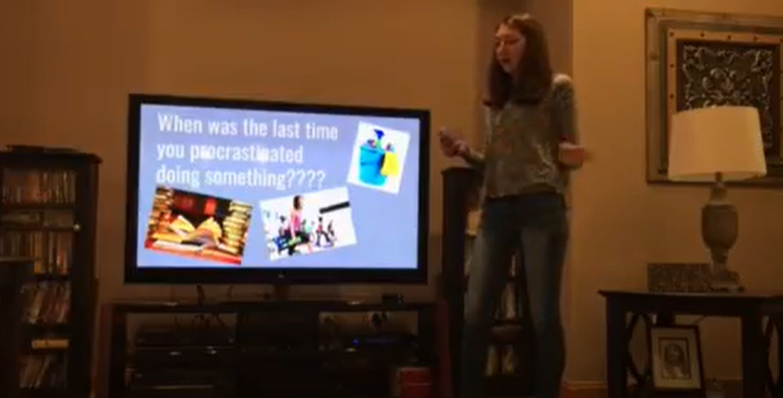 When was the last time
you procrastinated
doing something????